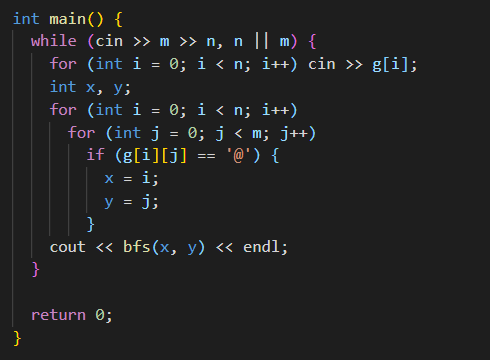 int main() {
  while (cin >> m >> n, n || m) {
    for (int i = 0; i < n; i++) cin >> g[i];
    int x, y;
    for (int i = 0; i < n; i++)
      for (int j = 0; j < m; j++)
        if (g[i][j] == '@') {
          x = i;
          y = j;
        }
    cout << bfs(x, y) << endl;
  }

  return 0;
}